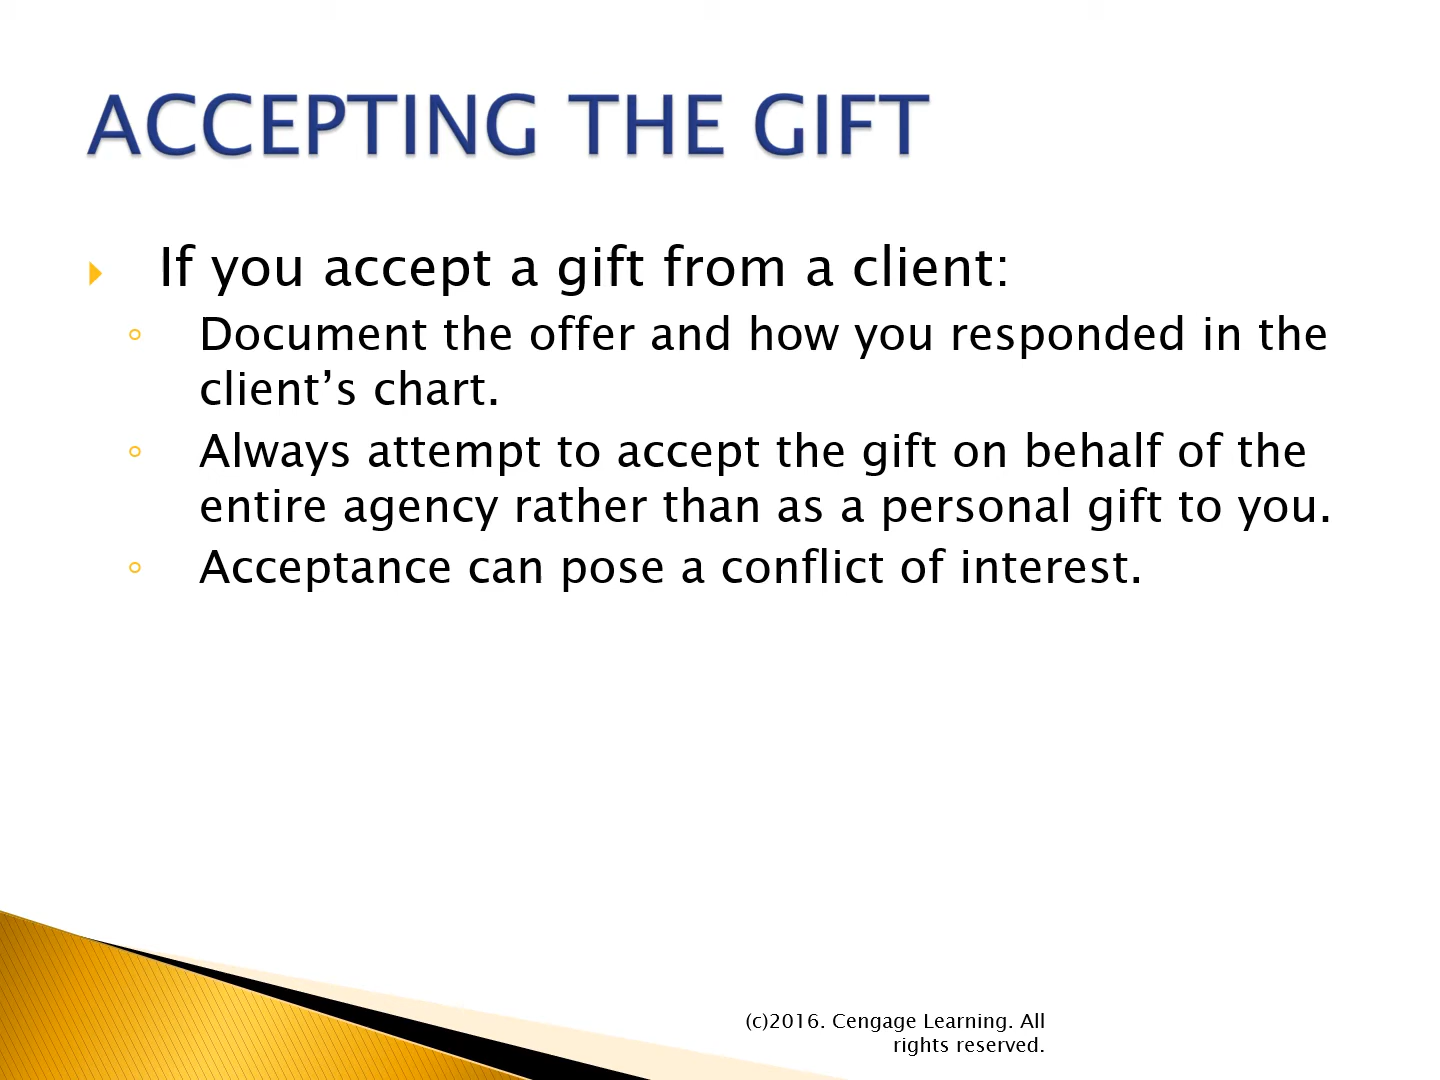 ACCEPTING THE GIFT
If you accept a gift from a client:
Document the offer and how you responded in the
client’s chart.
Always attempt to accept the gift on behalf of the
entire agency rather than as a personal gift to you.
Acceptance can pose a conflict of interest.
(c)2016. Cengage Learning. All
rights reserved.